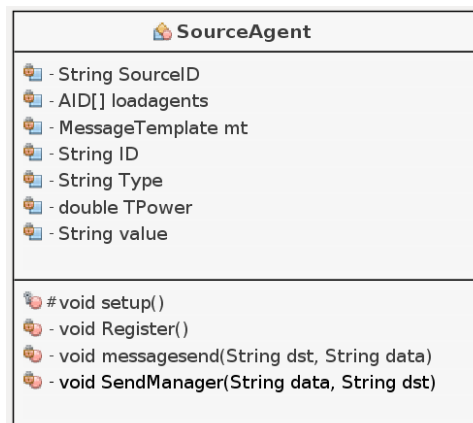 SourceAgent
- String SourceID
- AID[] loadagents
- MessageTemplate mt
- String ID
- String Type
- double TPower
- String value
# void setup()
- void Register()
- void messagesend(String dst, String data)
- void SendManager(String data, String dst)